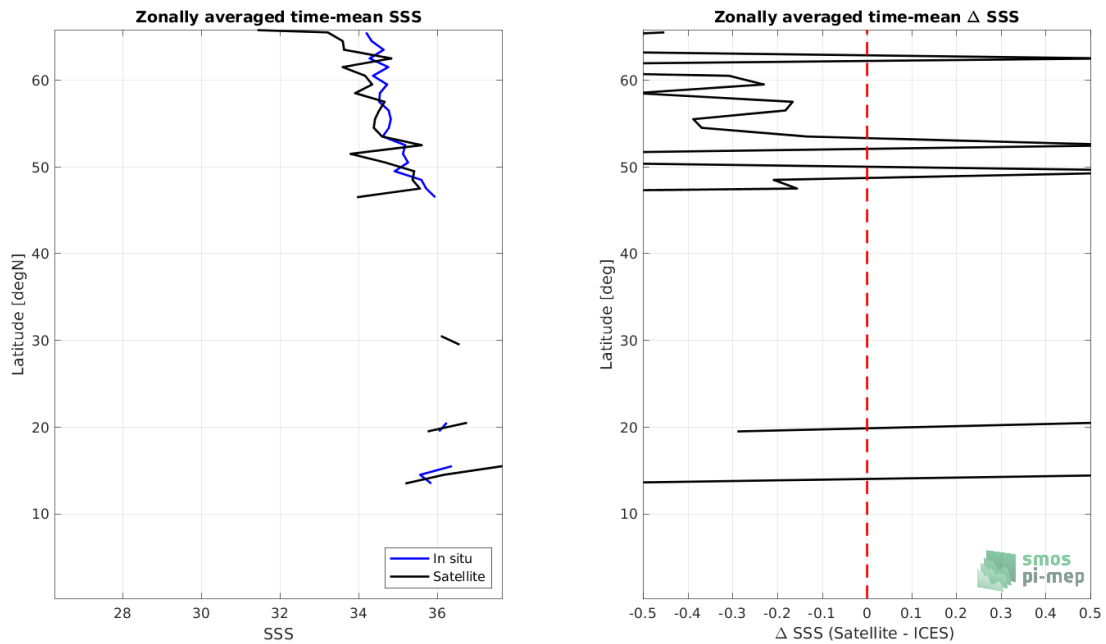 Zonally averaged time-mean SSS
Latitude [degN]
60
50
40
30
20
10
28 30 32 34 36
SSS
In situ
Satellite
Zonally averaged time-mean Δ SSS
Latitude [deg]
60
50
40
30
20
10
-0.5 -0.4 -0.3 -0.2 -0.1 0 0.1 0.2 0.3 0.4 0.5
Δ SSS (Satellite - ICES)
smos
pi-mep